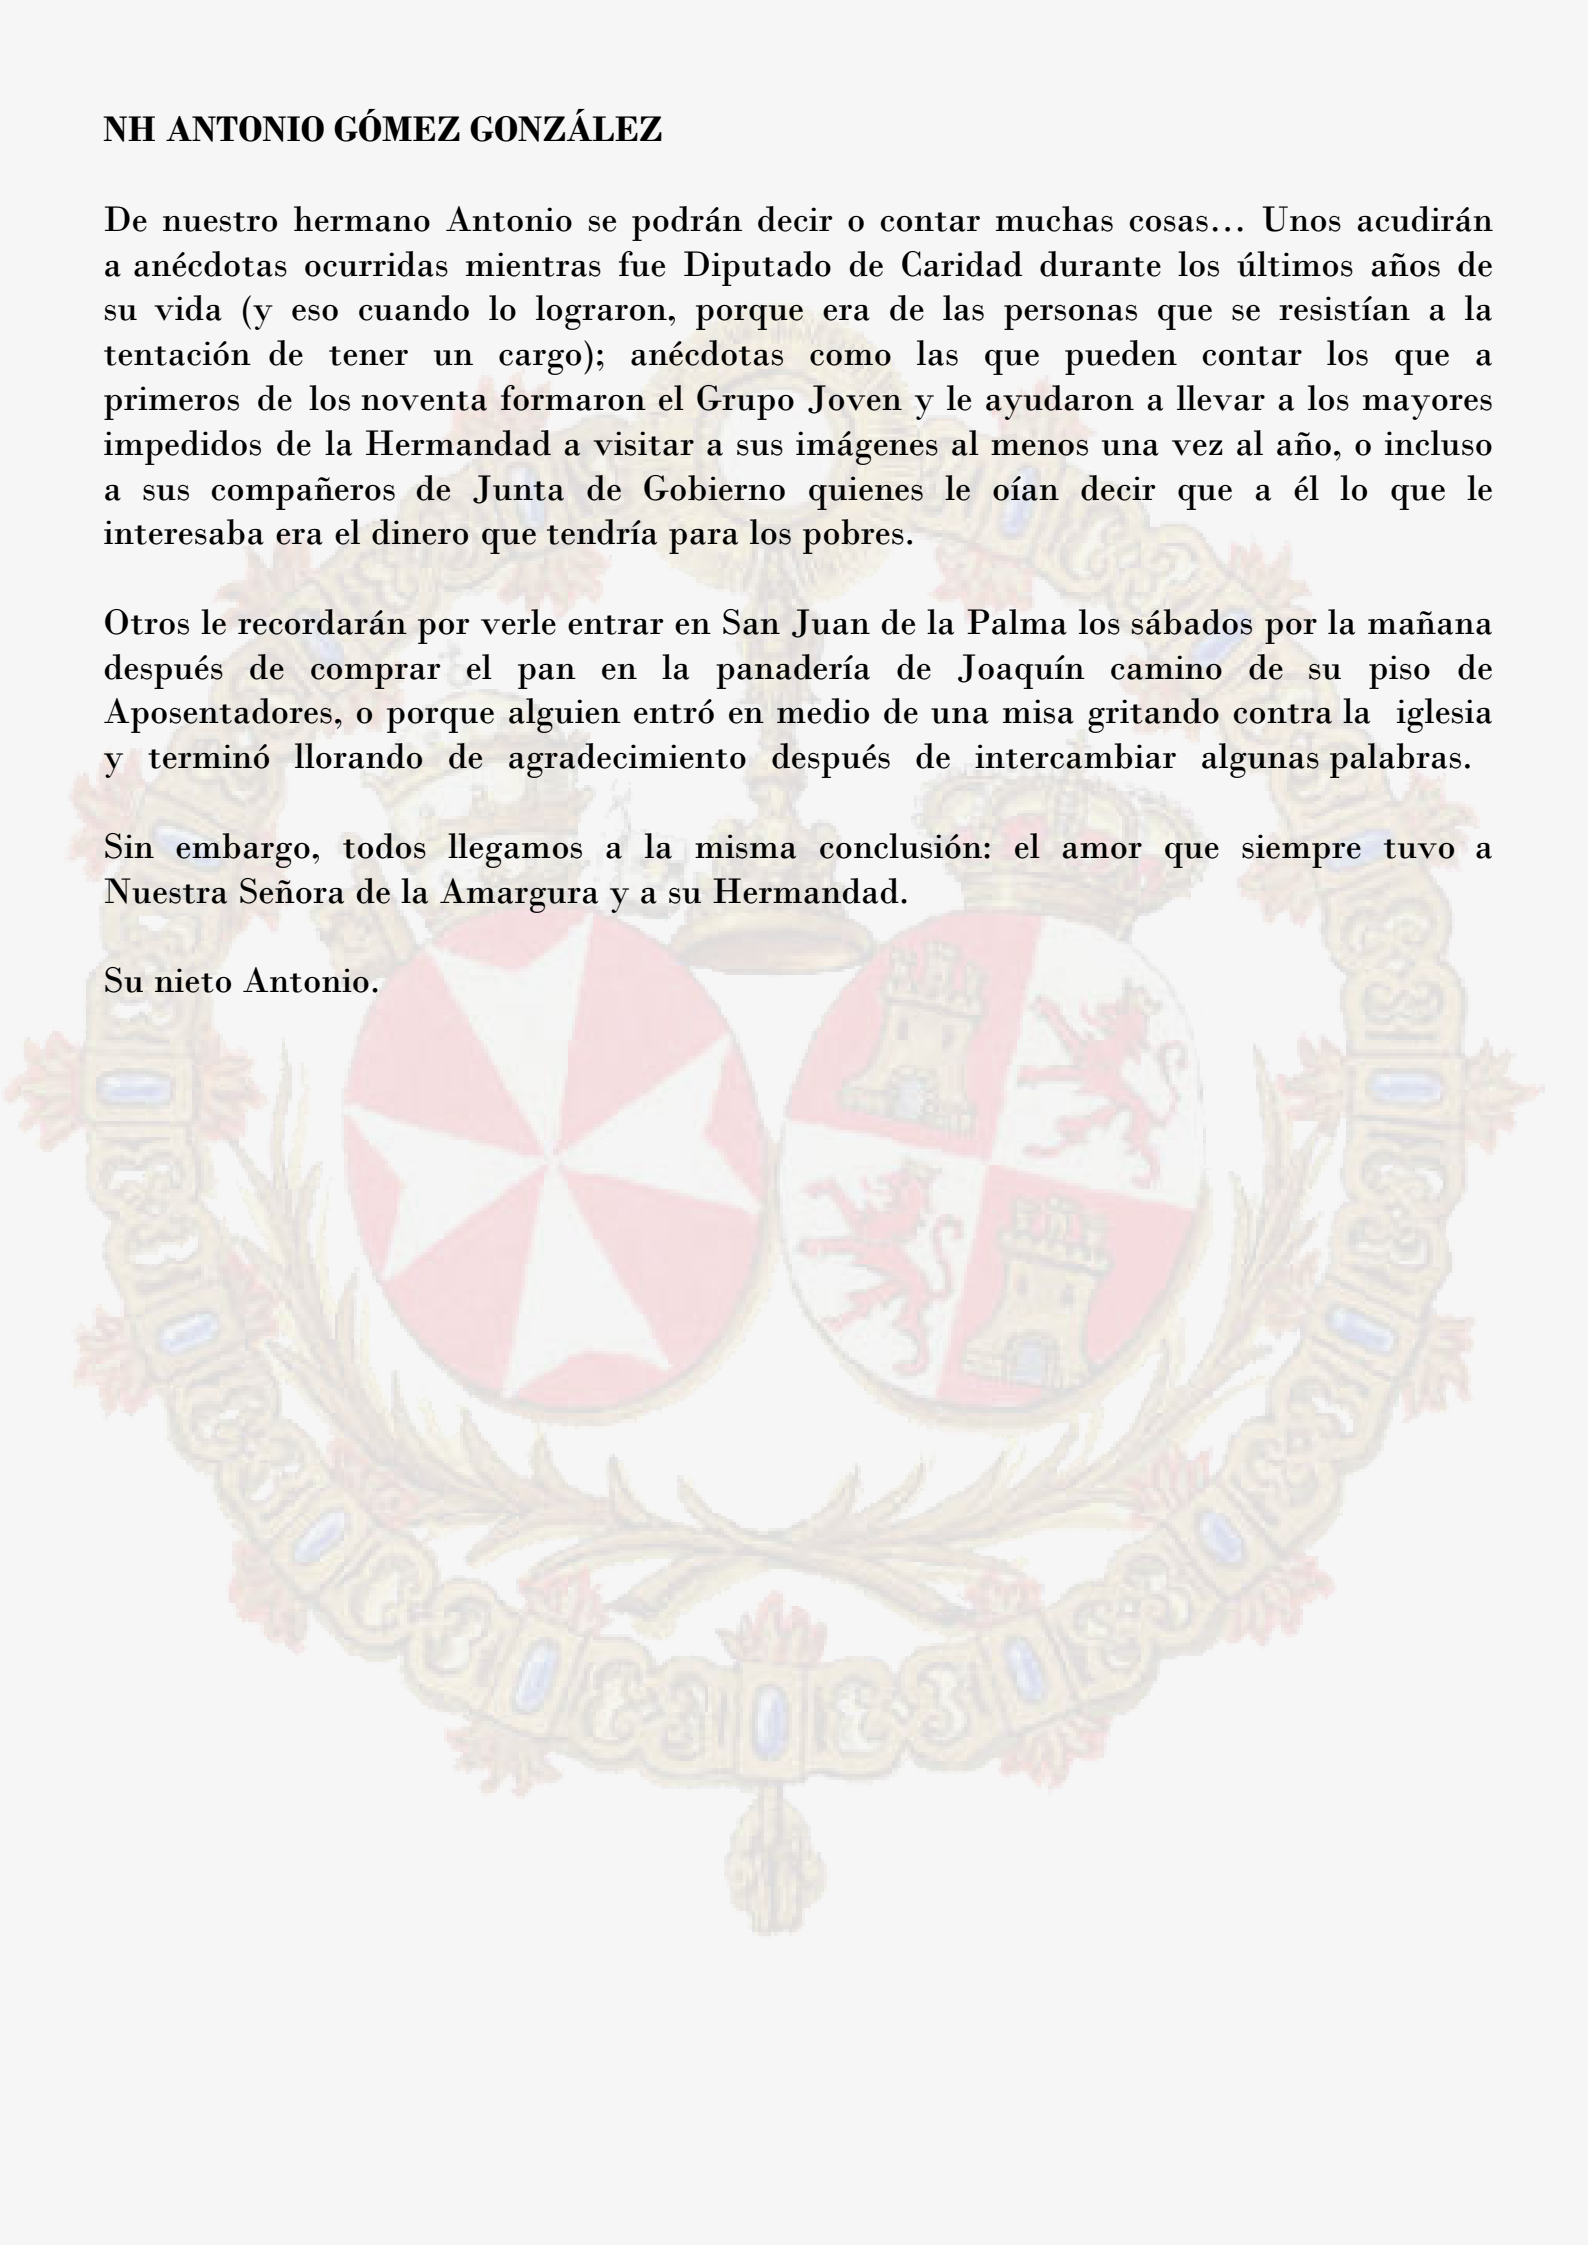 NH ANTONIO GÓMEZ GONZÁLEZ
De nuestro hermano Antonio se podrán decir o contar muchas cosas… Unos acudirán
a anécdotas ocurridas mientras fue Diputado de Caridad durante los últimos años de
su vida (y eso cuando lo lograron, porque era de las personas que se resistían a la
tentación de tener un cargo); anécdotas como las que pueden contar los que a
primeros de los noventa formaron el Grupo Joven y le ayudaron a llevar a los mayores
impedidos de la Hermandad a visitar a sus imágenes al menos una vez al año, o incluso
a sus compañeros de Junta de Gobierno quienes le oían decir que a él lo que le
interesaba era el dinero que tendría para los pobres.
Otros le recordarán por verle entrar en San Juan de la Palma los sábados por la mañana
después de comprar el pan en la panadería de Joaquín camino de su piso de
Aposentadores, o porque alguien entró en medio de una misa gritando contra la iglesia
y terminó llorando de agradecimiento después de intercambiar algunas palabras.
Sin embargo, todos llegamos a la misma conclusión: el amor que siempre tuvo a
Nuestra Señora de la Amargura y a su Hermandad.
Su nieto Antonio.